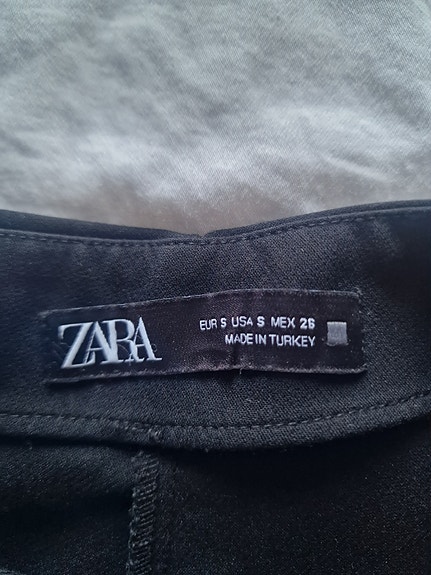 ZARA
EUR S USA S MEX 26
MADE IN TURKEY